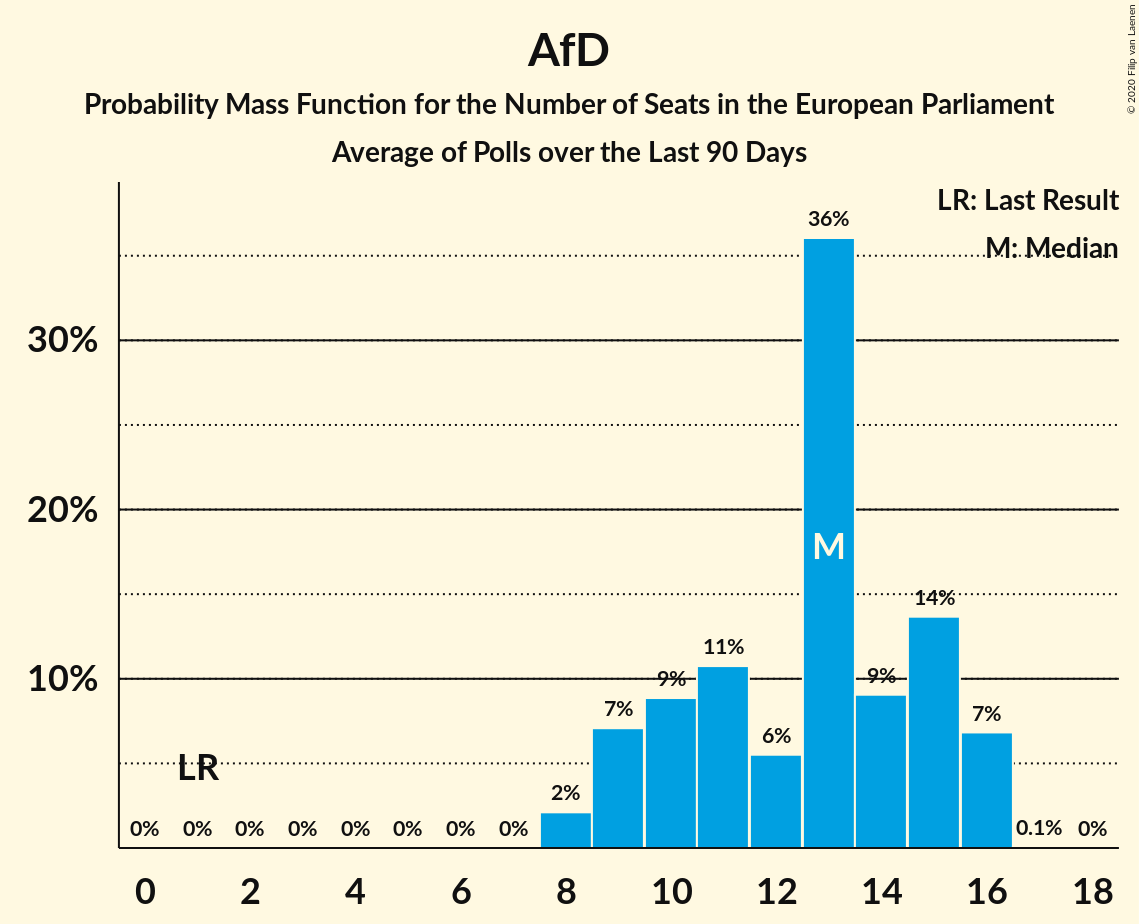 AfD
Probability Mass Function for the Number of Seats in the European Parliament
Average of Polls over the Last 90 Days
© 2020 Filip van Laenen
LR: Last Result
M: Median
36%
30%
20%
M
14%
11%
10%
9%
9%
7%
7%
6%
LR
2%
0% 0% 0% 0% 0% 0% 0% 0% 0.1% 0%
0 2 4 6 8 10 12 14 16 18